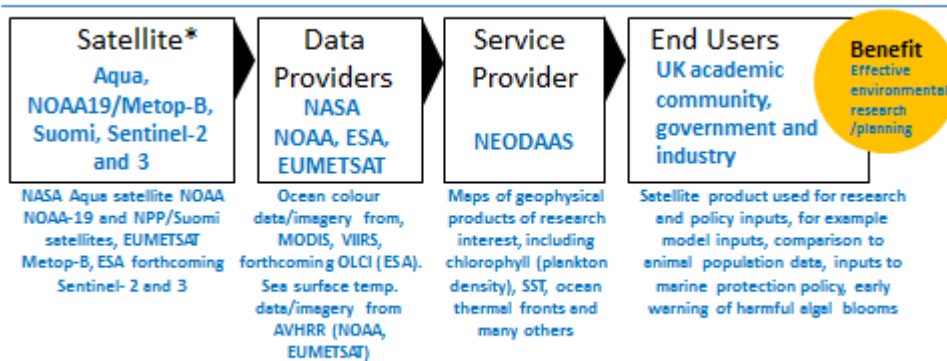 Satellite*
Aqua,
NOAA19/Metop-B,
Suomi, Sentinel-2
and 3
NASA Aqua satellite NOAA
NOAA-19 and NPP/Suomi
satellites, EUMETSAT
Metop-B, ESA forthcoming
Sentinel- 2 and 3
Data
Providers
NASA
NOAA, ESA,
EUMETSAT
Ocean colour
data/imagery from,
MODIS, VIIRS,
forthcoming OLCI (ESA).
Sea surface temp.
data/imagery from
AVHRR (NOAA,
EUMETSAT)
Service
Provider
NEODAAS
Maps of geophysical
products of research
interest, including
chlorophyll (plankton
density), SST, ocean
thermal fronts and
many others
End Users
UK academic
community,
government and
industry
Satellite product used for research
and policy inputs, for example
model inputs, comparison to
animal population data, inputs to
marine protection policy, early
warning of harmful algal blooms
Benefit
Effective
environmental
research
/planning